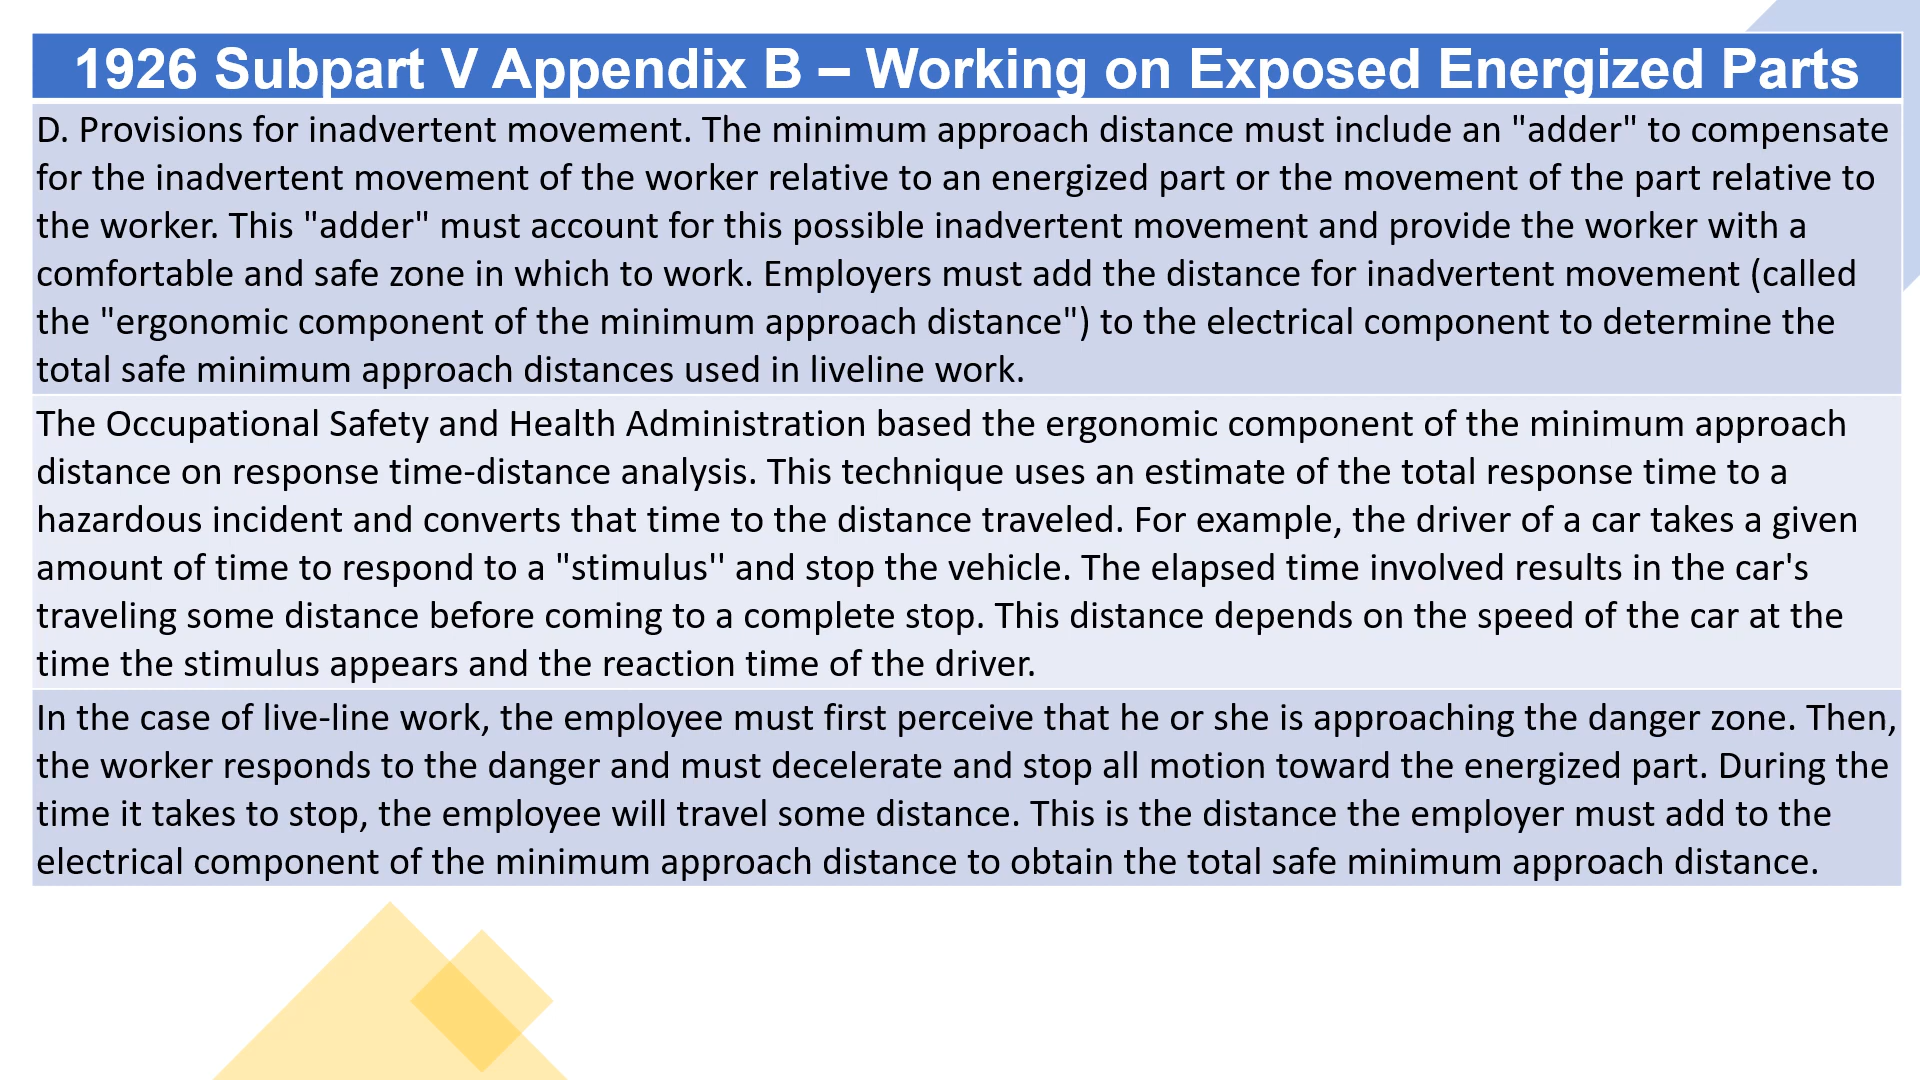 1926 Subpart V Appendix B – Working on Exposed Energized Parts
D. Provisions for inadvertent movement. The minimum approach distance must include an "adder" to compensate
for the inadvertent movement of the worker relative to an energized part or the movement of the part relative to
the worker. This "adder" must account for this possible inadvertent movement and provide the worker with a
comfortable and safe zone in which to work. Employers must add the distance for inadvertent movement (called
the "ergonomic component of the minimum approach distance") to the electrical component to determine the
total safe minimum approach distances used in liveline work.
The Occupational Safety and Health Administration based the ergonomic component of the minimum approach
distance on response time-distance analysis. This technique uses an estimate of the total response time to a
hazardous incident and converts that time to the distance traveled. For example, the driver of a car takes a given
amount of time to respond to a "stimulus'' and stop the vehicle. The elapsed time involved results in the car's
traveling some distance before coming to a complete stop. This distance depends on the speed of the car at the
time the stimulus appears and the reaction time of the driver.
In the case of live-line work, the employee must first perceive that he or she is approaching the danger zone. Then,
the worker responds to the danger and must decelerate and stop all motion toward the energized part. During the
time it takes to stop, the employee will travel some distance. This is the distance the employer must add to the
electrical component of the minimum approach distance to obtain the total safe minimum approach distance.